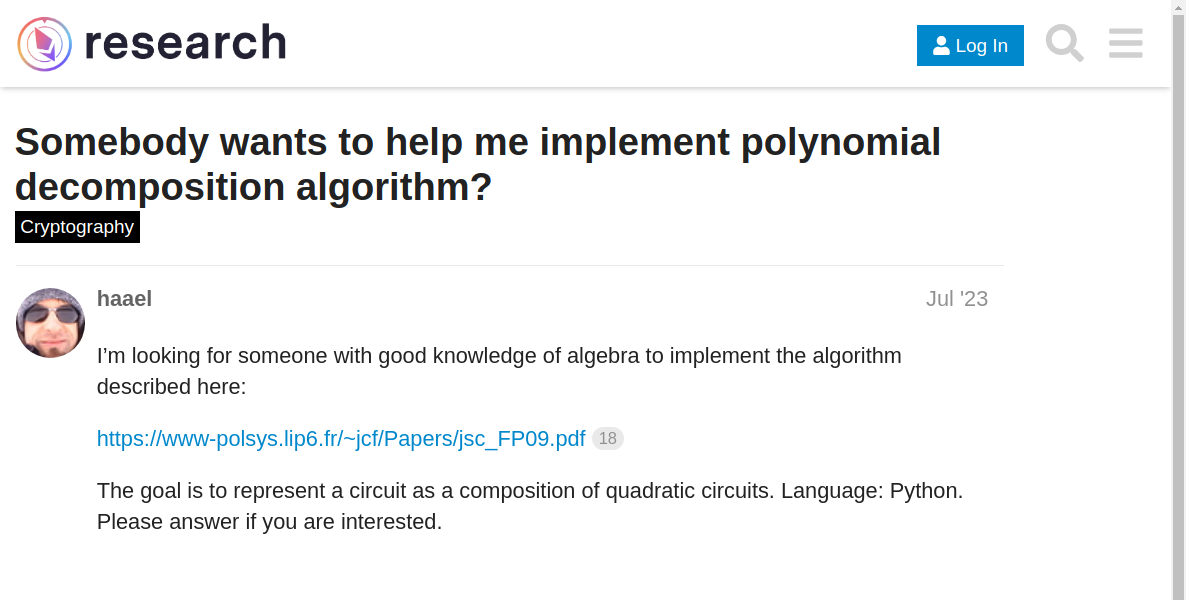 research
Log In
Somebody wants to help me implement polynomial
decomposition algorithm?
Cryptography
haael
Jul '23
I’m looking for someone with good knowledge of algebra to implement the algorithm
described here:
https://www-polsys.lip6.fr/~jcf/Papers/jsc_FP09.pdf 18
The goal is to represent a circuit as a composition of quadratic circuits. Language: Python.
Please answer if you are interested.